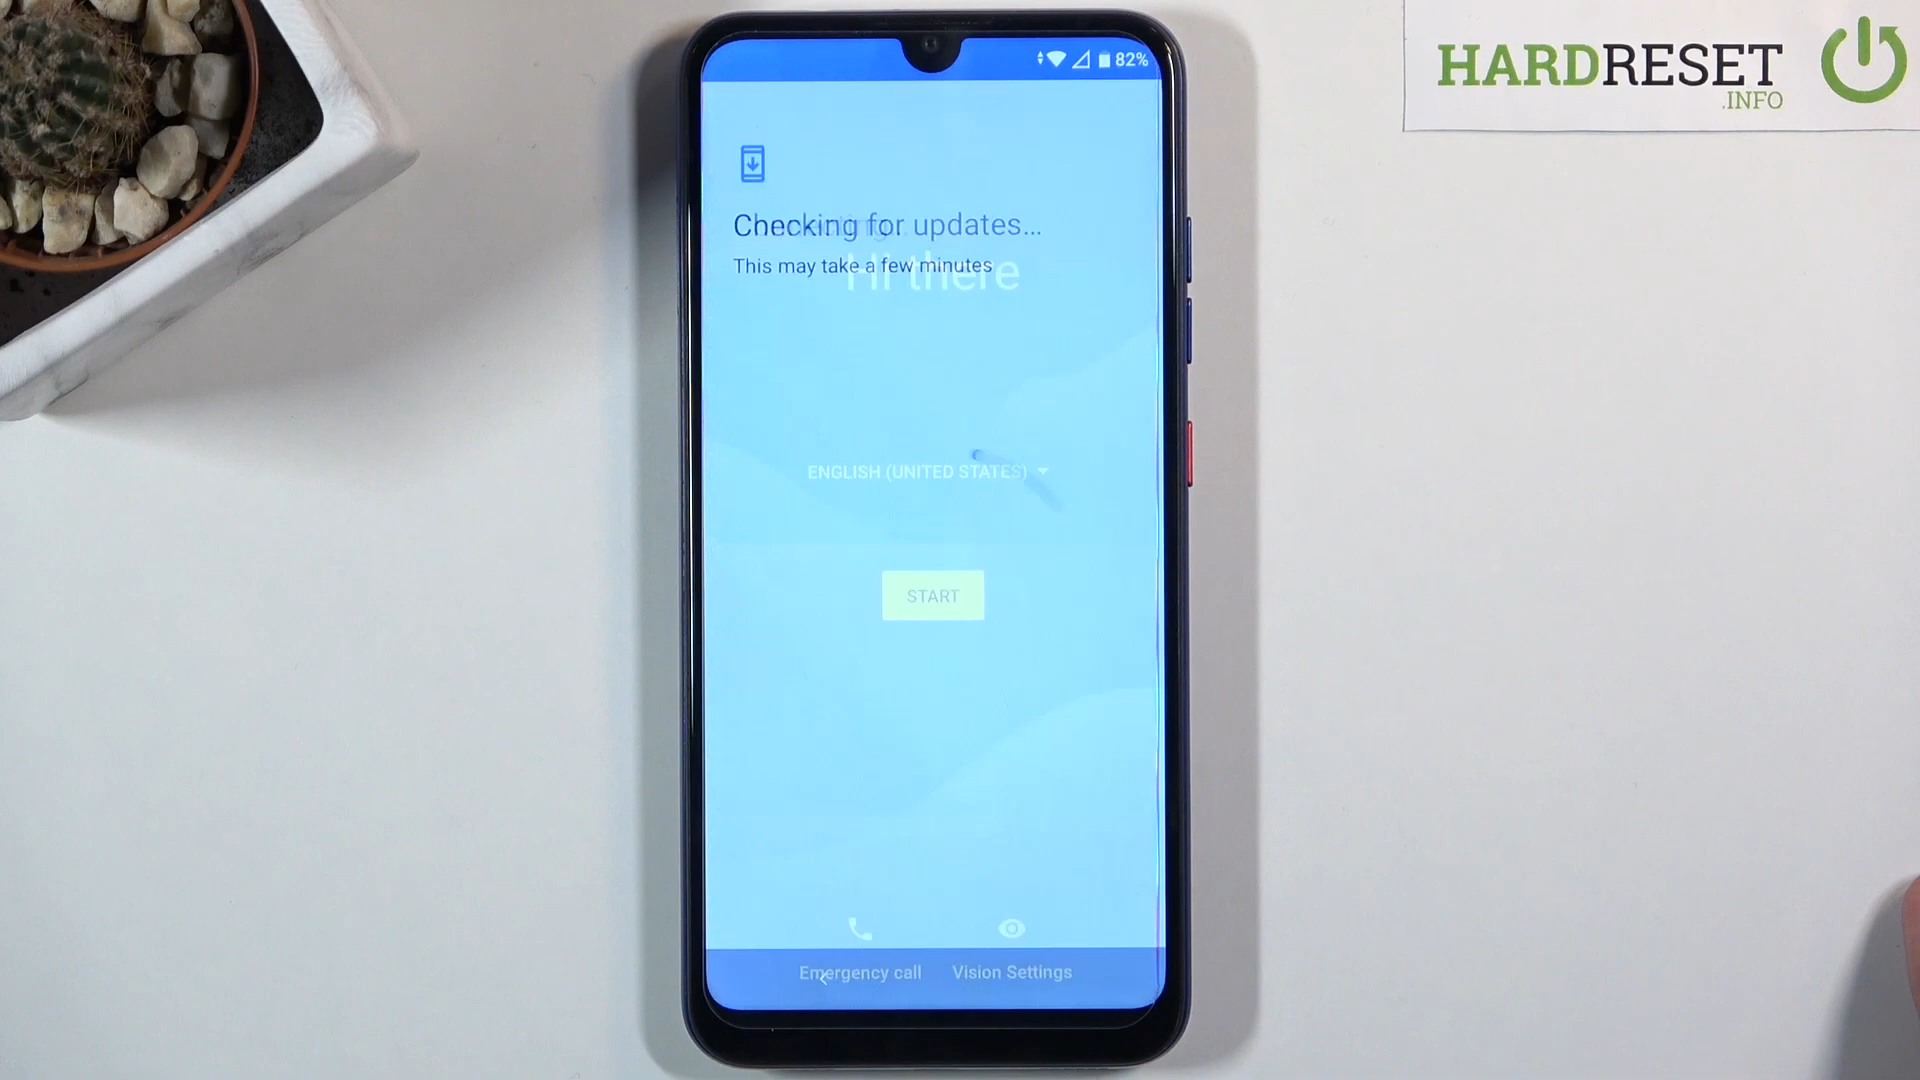 HARDRESET
.INFO
82%
Checking for updates...
This may take a few minutes
Hi there
ENGLISH (UNITED STATES)
START
Emergency call
Vision Settings